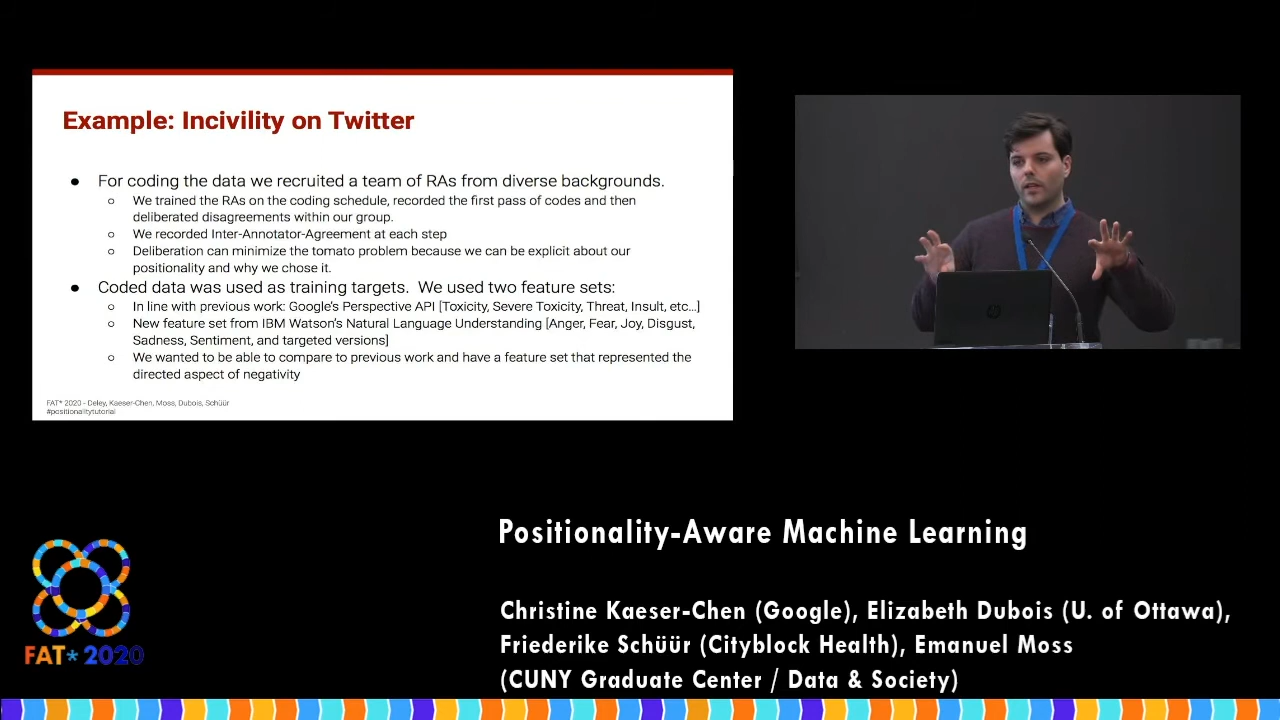 Example: Incivility on Twitter
● For coding the data we recruited a team of RAs from diverse backgrounds.
○ We trained the RAs on the coding schedule, recorded the first pass of codes and then
deliberated disagreements within our group.
○ We recorded Inter-Annotator-Agreement at each step
○ Deliberation can minimize the tomato problem because we can be explicit about our
positionality and why we chose it.
● Coded data was used as training targets. We used two feature sets:
○ In line with previous work: Google's Perspective API [Toxicity, Severe Toxicity, Threat, Insult, etc...]
○ New feature set from IBM Watson's Natural Language Understanding [Anger, Fear, Joy, Disgust,
Sadness, Sentiment, and targeted versions]
○ We wanted to be able to compare to previous work and have a feature set that represented the
directed aspect of negativity
FAT* 2020 - Deley, Kaeser-Chen, Moss, Dubois, Schüür
#positionalitytutorial
Positionality-Aware Machine Learning
Christine Kaeser-Chen (Google), Elizabeth Dubois (U. of Ottawa),
Friederike Schüür (Cityblock Health), Emanuel Moss
(CUNY Graduate Center / Data & Society)
FAT* 2020